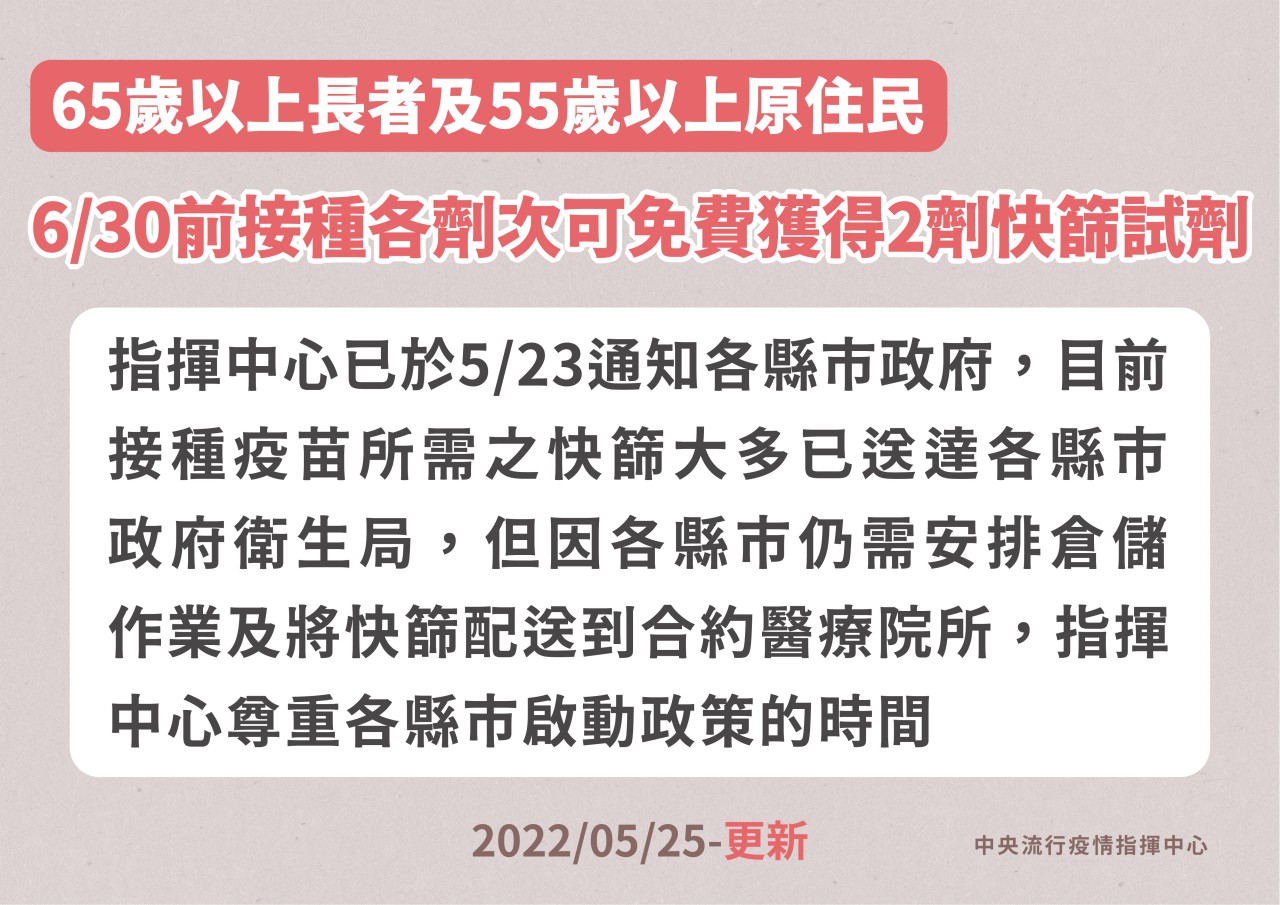 65歲以上長者及55歲以上原住民
6/30前接種各劑次可免費獲得2劑快篩試劑
指揮中心已於5/23通知各縣市政府，目前
接種疫苗所需之快篩大多已送達各縣市
政府衛生局，但因各縣市仍需安排倉儲
作業及將快篩配送到合約醫療院所，指揮
中心尊重各縣市啟動政策的時間
2022/05/25-更新
中央流行疫情指揮中心